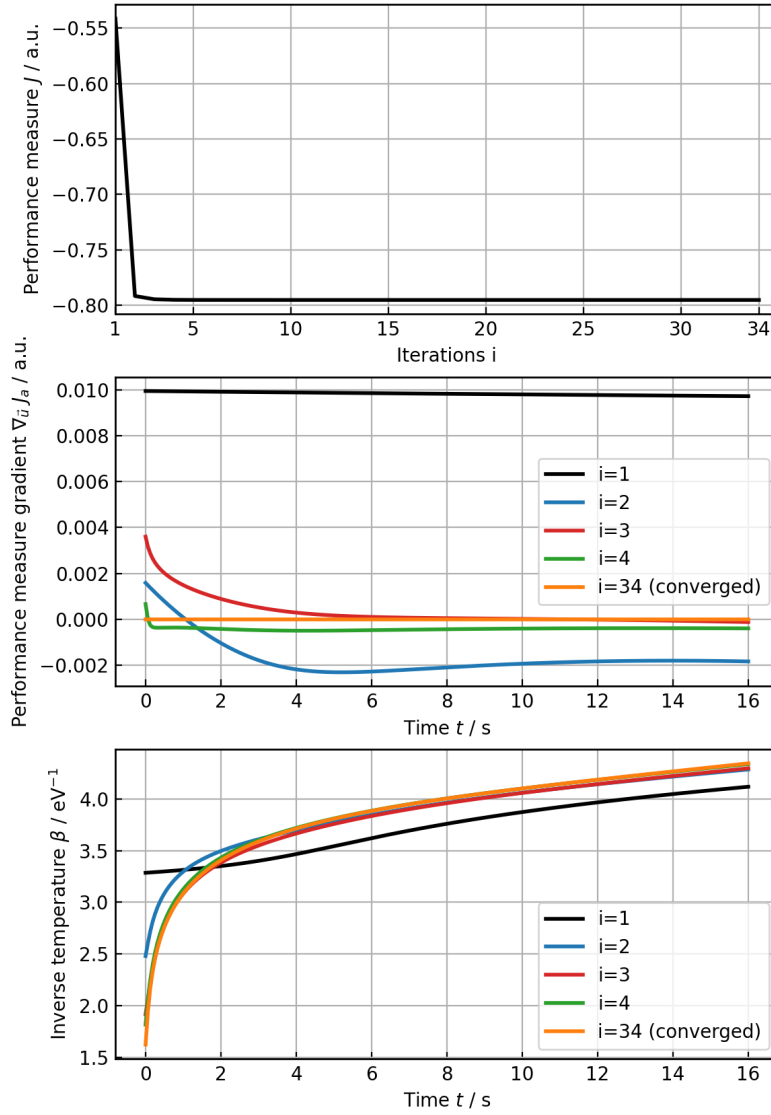 Performance measure J / a.u.
−0.55
−0.60
−0.65
−0.70
−0.75
−0.80
1 5 10 15 20 25 30 34
Iterations i
Performance measure gradient ∇ᵤ̄ Jₐ / a.u.
0.010
0.008
0.006
0.004
0.002
0.000
−0.002
i=1
i=2
i=3
i=4
i=34 (converged)
0 2 4 6 8 10 12 14 16
Time t / s
Inverse temperature β / eV⁻¹
4.0
3.5
3.0
2.5
2.0
1.5
i=1
i=2
i=3
i=4
i=34 (converged)
0 2 4 6 8 10 12 14 16
Time t / s